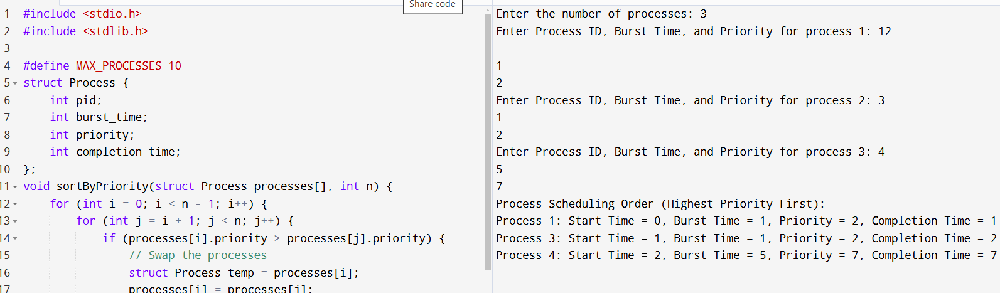 Share code
1 #include <stdio.h>
2 #include <stdlib.h>
3
4 #define MAX_PROCESSES 10
5 struct Process {
6     int pid;
7     int burst_time;
8     int priority;
9     int completion_time;
10 };
11 void sortByPriority(struct Process processes[], int n) {
12     for (int i = 0; i < n - 1; i++) {
13         for (int j = i + 1; j < n; j++) {
14             if (processes[i].priority > processes[j].priority) {
15                 // Swap the processes
16                 struct Process temp = processes[i];
17                 processes[i] = processes[j];
Enter the number of processes: 3
Enter Process ID, Burst Time, and Priority for process 1: 12
1
2
Enter Process ID, Burst Time, and Priority for process 2: 3
1
2
Enter Process ID, Burst Time, and Priority for process 3: 4
5
7
Process Scheduling Order (Highest Priority First):
Process 1: Start Time = 0, Burst Time = 1, Priority = 2, Completion Time = 1
Process 3: Start Time = 1, Burst Time = 1, Priority = 2, Completion Time = 2
Process 4: Start Time = 2, Burst Time = 5, Priority = 7, Completion Time = 7